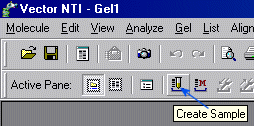 Vector NTI - Gel1
Molecule Edit View Analyze Gel List Align
Active Pane:
Create Sample